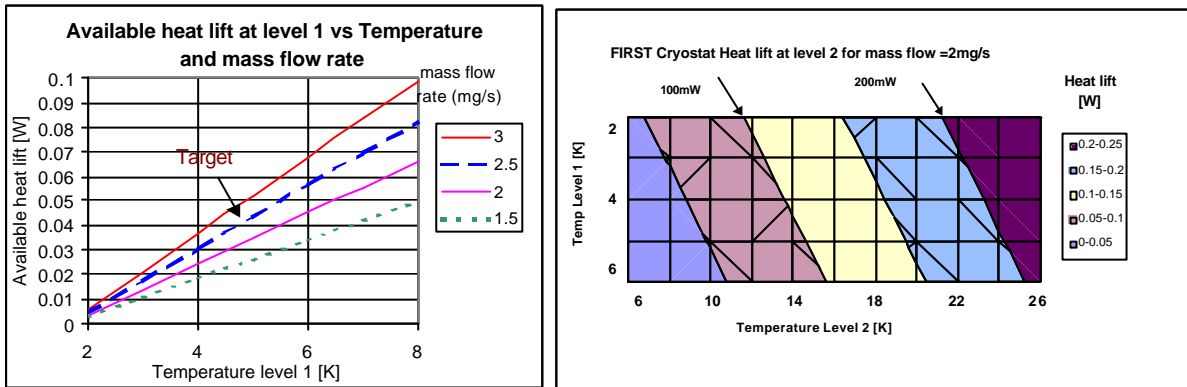 Available heat lift at level 1 vs Temperature
and mass flow rate
mass flow
rate (mg/s)
0.1
0.09
0.08
0.07
0.06
0.05
0.04
0.03
0.02
0.01
0
Available heat lift [W]
Target
3
2.5
2
1.5
2 4 6 8
Temperature level 1 [K]
FIRST Cryostat Heat lift at level 2 for mass flow =2mg/s
100mW
200mW
Heat lift
[W]
2
4
6
Temp Level 1 [K]
6 10 14 18 22 26
Temperature Level 2 [K]
0.2-0.25
0.15-0.2
0.1-0.15
0.05-0.1
0-0.05